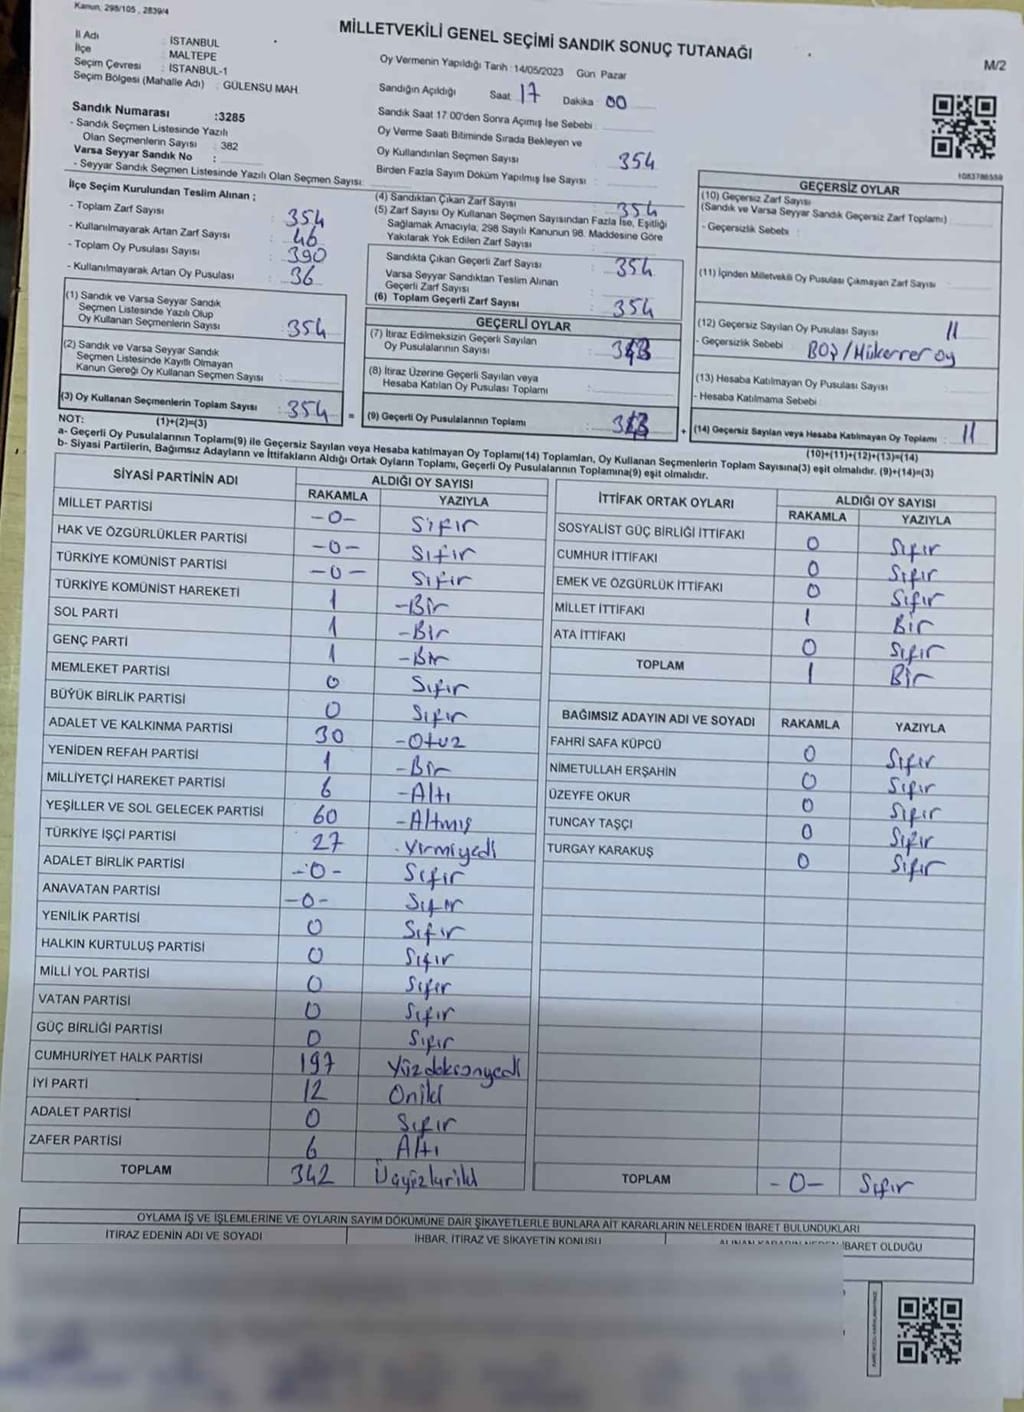 Kanun, 298/105 , 2839/4
MİLLETVEKİLİ GENEL SEÇİMİ SANDIK SONUÇ TUTANAĞI
M/2
İl Adı : İSTANBUL
İlçe : MALTEPE
Seçim Çevresi : İSTANBUL-1
Seçim Bölgesi (Mahalle Adı) : GÜLENSU MAH.
Oy Vermenin Yapıldığı Tarih : 14/05/2023 Gün Pazar
Sandığın Açıldığı Saat 17 Dakika 00
Sandık Numarası :3285
- Sandık Seçmen Listesinde Yazılı
Olan Seçmenlerin Sayısı : 382
Varsa Seyyar Sandık No :
- Seyyar Sandık Seçmen Listesinde Yazılı Olan Seçmen Sayısı:
Sandık Saat 17.00'den Sonra Açımış İse Sebebi :
Oy Verme Saati Bitiminde Sırada Bekleyen ve
Oy Kullandırılan Seçmen Sayısı : 354
Birden Fazla Sayım Döküm Yapılmış İse Sayısı :
1083786559
İlçe Seçim Kurulundan Teslim Alınan ;
- Toplam Zarf Sayısı : 354
- Kullanılmayarak Artan Zarf Sayısı : 46
- Toplam Oy Pusulası Sayısı : 390
- Kullanılmayarak Artan Oy Pusulası : 36
(1) Sandık ve Varsa Seyyar Sandık
Seçmen Listesinde Yazılı Olup
Oy Kullanan Seçmenlerin Sayısı : 354
(2) Sandık ve Varsa Seyyar Sandık
Seçmen Listesinde Kayıtlı Olmayan
Kanun Gereği Oy Kullanan Seçmen Sayısı :
(3) Oy Kullanan Seçmenlerin Toplam Sayısı : 354 =
(1)+(2)=(3)
(4) Sandıktan Çıkan Zarf Sayısı : 354
(5) Zarf Sayısı Oy Kullanan Seçmen Sayısından Fazla İse, Eşitliği
Sağlamak Amacıyla, 298 Sayılı Kanunun 98. Maddesine Göre
Yakılarak Yok Edilen Zarf Sayısı :
Sandıkta Çıkan Geçerli Zarf Sayısı : 354
Varsa Seyyar Sandıktan Teslim Alınan
Geçerli Zarf Sayısı :
(6) Toplam Geçerli Zarf Sayısı : 354
GEÇERLİ OYLAR
(7) İtiraz Edilmeksizin Geçerli Sayılan
Oy Pusulalarının Sayısı :
(8) İtiraz Üzerine Geçerli Sayılan veya
Hesaba Katılan Oy Pusulası Toplamı :
(9) Geçerli Oy Pusulalarının Toplamı : +
GEÇERSİZ OYLAR
(10) Geçersiz Zarf Sayısı
(Sandık ve Varsa Seyyar Sandık Geçersiz Zarf Toplamı) :
- Geçersizlik Sebebi :
(11) İçinden Milletvekili Oy Pusulası Çıkmayan Zarf Sayısı :
(12) Geçersiz Sayılan Oy Pusulası Sayısı : 11
- Geçersizlik Sebebi : Boş/Mükerrer oy
(13) Hesaba Katılmayan Oy Pusulası Sayısı :
- Hesaba Katılmama Sebebi :
(14) Geçersiz Sayılan veya Hesaba Katılmayan Oy Toplamı : 11
(10)+(11)+(12)+(13)=(14)
NOT:
a- Geçerli Oy Pusulalarının Toplamı(9) ile Geçersiz Sayılan veya Hesaba katılmayan Oy Toplamı(14) Toplamları, Oy Kullanan Seçmenlerin Toplam Sayısına(3) eşit olmalıdır. (9)+(14)=(3)
b- Siyasi Partilerin, Bağımsız Adayların ve İttifakların Aldığı Ortak Oyların Toplamı, Geçerli Oy Pusulalarının Toplamına(9) eşit olmalıdır.
SİYASİ PARTİNİN ADI ALDIĞI OY SAYISI
RAKAMLA YAZIYLA
MİLLET PARTİSİ -0- Sıfır
HAK VE ÖZGÜRLÜKLER PARTİSİ -0- Sıfır
TÜRKİYE KOMÜNİST PARTİSİ -0- Sıfır
TÜRKİYE KOMÜNİST HAREKETİ 1 -Bir
SOL PARTİ 1 -Bir
GENÇ PARTİ 1 -Bir
MEMLEKET PARTİSİ 0 Sıfır
BÜYÜK BİRLİK PARTİSİ 0 Sıfır
ADALET VE KALKINMA PARTİSİ 30 -Otuz
YENİDEN REFAH PARTİSİ 1 -Bir
MİLLİYETÇİ HAREKET PARTİSİ 6 -Altı
YEŞİLLER VE SOL GELECEK PARTİSİ 60 -Altmış
TÜRKİYE İŞÇİ PARTİSİ 27 -yirmiyedi
ADALET BİRLİK PARTİSİ -0- Sıfır
ANAVATAN PARTİSİ -0- Sıfır
YENİLİK PARTİSİ 0 Sıfır
HALKIN KURTULUŞ PARTİSİ 0 Sıfır
MİLLİ YOL PARTİSİ 0 Sıfır
VATAN PARTİSİ 0 Sıfır
GÜÇ BİRLİĞİ PARTİSİ 0 Sıfır
CUMHURİYET HALK PARTİSİ 197 Yüzdoksanyedi
İYİ PARTİ 12 Oniki
ADALET PARTİSİ 0 Sıfır
ZAFER PARTİSİ 6 Altı
TOPLAM 342
İTTİFAK ORTAK OYLARI ALDIĞI OY SAYISI
RAKAMLA YAZIYLA
SOSYALİST GÜÇ BİRLİĞİ İTTİFAKI 0 Sıfır
CUMHUR İTTİFAKI 0 Sıfır
EMEK VE ÖZGÜRLÜK İTTİFAKI 0 Sıfır
MİLLET İTTİFAKI 1 Bir
ATA İTTİFAKI 0 Sıfır
TOPLAM 1 Bir
BAĞIMSIZ ADAYIN ADI VE SOYADI RAKAMLA YAZIYLA
FAHRİ SAFA KÜPCÜ 0 Sıfır
NİMETULLAH ERŞAHİN 0 Sıfır
ÜZEYFE OKUR 0 Sıfır
TUNCAY TAŞÇI 0 Sıfır
TURGAY KARAKUŞ 0 Sıfır
TOPLAM -0- Sıfır
OYLAMA İŞ VE İŞLEMLERİNE VE OYLARIN SAYIM DÖKÜMÜNE DAİR ŞİKAYETLERLE BUNLARA AİT KARARLARIN NELERDEN İBARET BULUNDUKLARI
İTİRAZ EDENİN ADI VE SOYADI İHBAR, İTİRAZ VE ŞİKAYETİN KONUSU ALINAN KARARIN NEDEN İBARET OLDUĞU